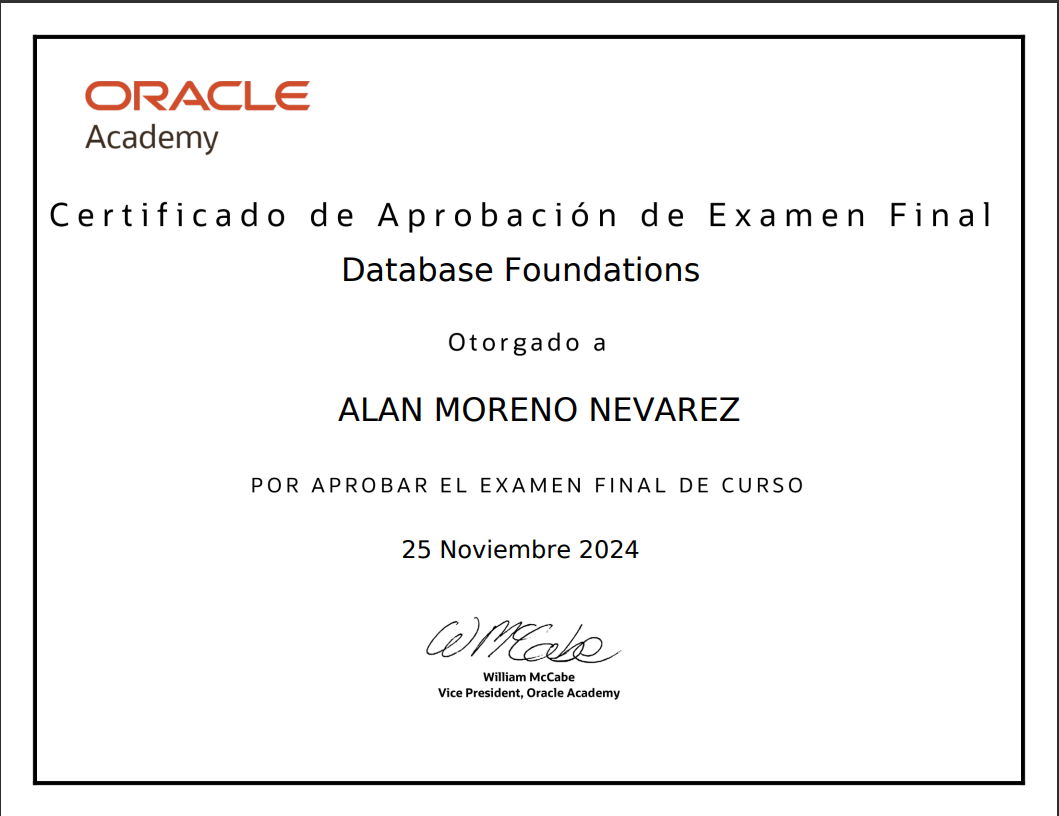 ORACLE
Academy
Certificado de Aprobación de Examen Final
Database Foundations
Otorgado a
ALAN MORENO NEVAREZ
POR APROBAR EL EXAMEN FINAL DE CURSO
25 Noviembre 2024
W McCabe
William McCabe
Vice President, Oracle Academy